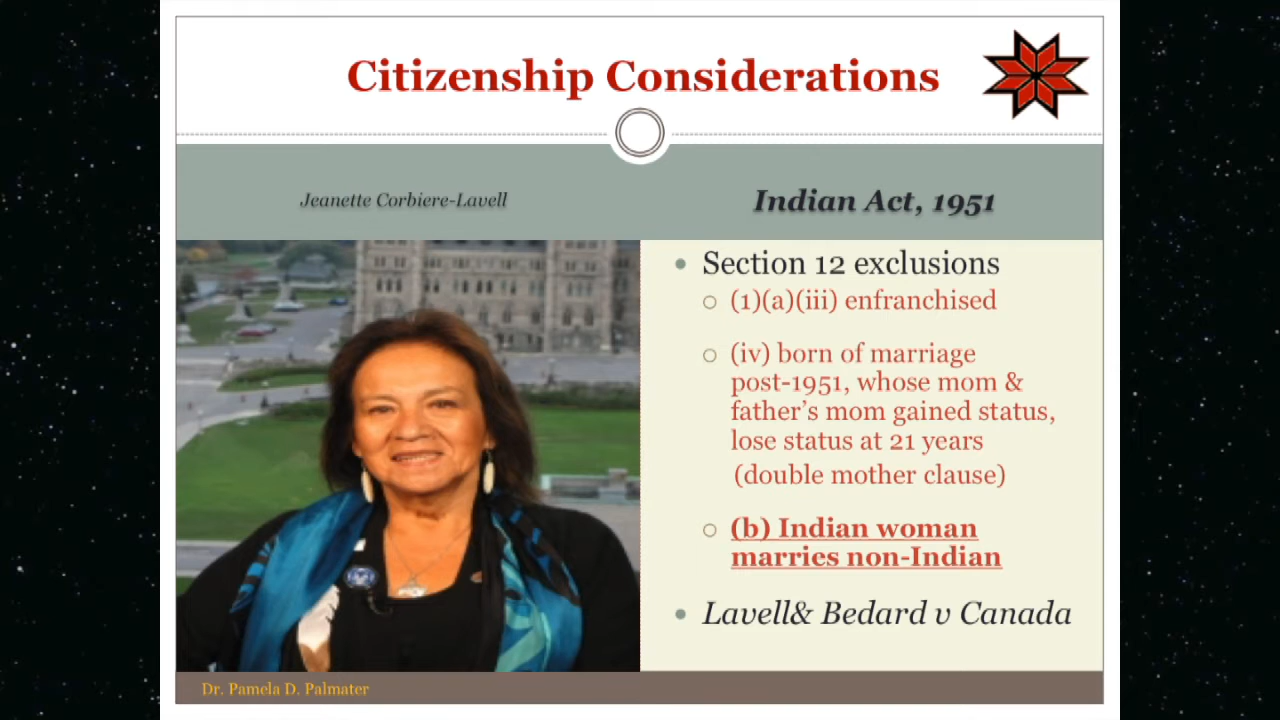 Citizenship Considerations
Jeanette Corbiere-Lavell
Indian Act, 1951
Section 12 exclusions
(1)(a)(iii) enfranchised
(iv) born of marriage
post-1951, whose mom &
father's mom gained status,
lose status at 21 years
(double mother clause)
(b) Indian woman
marries non-Indian
Lavell& Bedard v Canada
Dr. Pamela D. Palmater